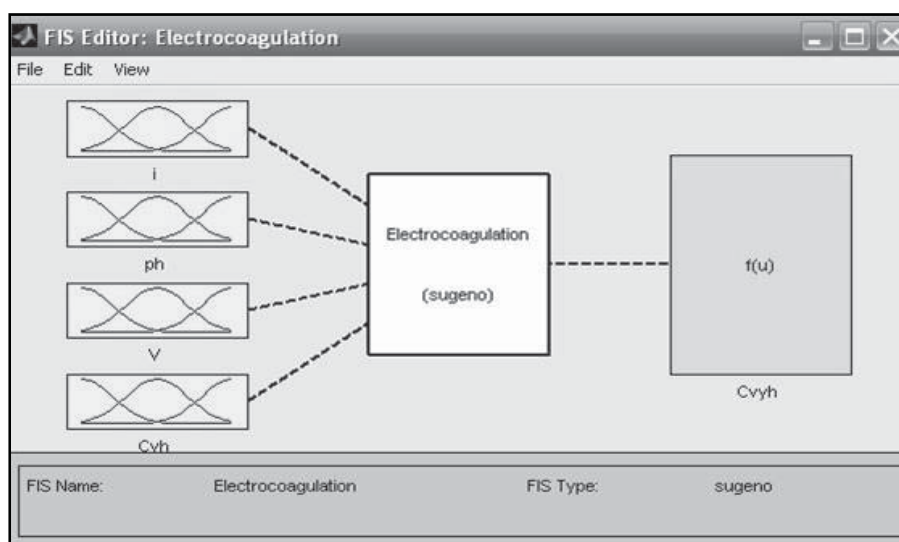 FIS Editor: Electrocoagulation
File Edit View
i
ph
V
Cvh
Electrocoagulation
(sugeno)
f(u)
Cvyh
FIS Name: Electrocoagulation FIS Type: sugeno